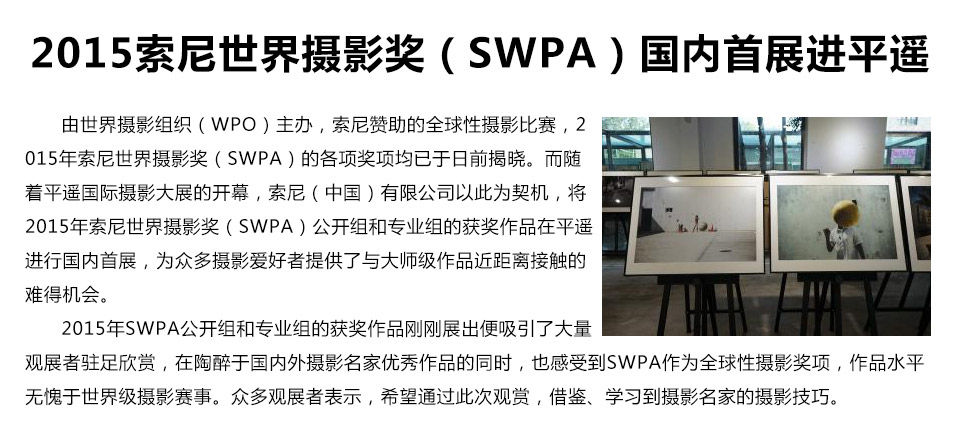 2015索尼世界摄影奖（SWPA）国内首展进平遥
由世界摄影组织（WPO）主办，索尼赞助的全球性摄影比赛，2
015年索尼世界摄影奖（SWPA）的各项奖项均已于日前揭晓。而随
着平遥国际摄影大展的开幕，索尼（中国）有限公司以此为契机，将
2015年索尼世界摄影奖（SWPA）公开组和专业组的获奖作品在平遥
进行国内首展，为众多摄影爱好者提供了与大师级作品近距离接触的
难得机会。
2015年SWPA公开组和专业组的获奖作品刚刚展出便吸引了大量
观展者驻足欣赏，在陶醉于国内外摄影名家优秀作品的同时，也感受到SWPA作为全球性摄影奖项，作品水平
无愧于世界级摄影赛事。众多观展者表示，希望通过此次观赏，借鉴、学习到摄影名家的摄影技巧。